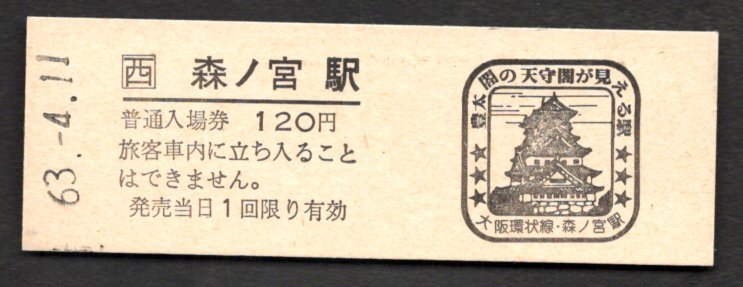 63.-4.11
西 森ノ宮駅
普通入場券 120円
旅客車内に立ち入ること
はできません。
発売当日1回限り有効
豊太閤の天守閣が見える駅
★★★ ★★★
大阪環状線・森ノ宮駅